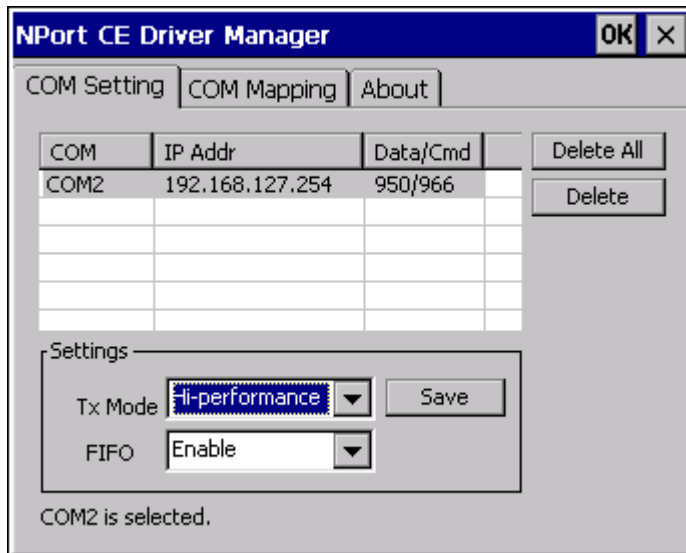 NPort CE Driver Manager OK ×
COM Setting COM Mapping About
COM IP Addr Data/Cmd Delete All
COM2 192.168.127.254 950/966
Delete
Settings
Tx Mode Hi-performance Save
FIFO Enable
COM2 is selected.